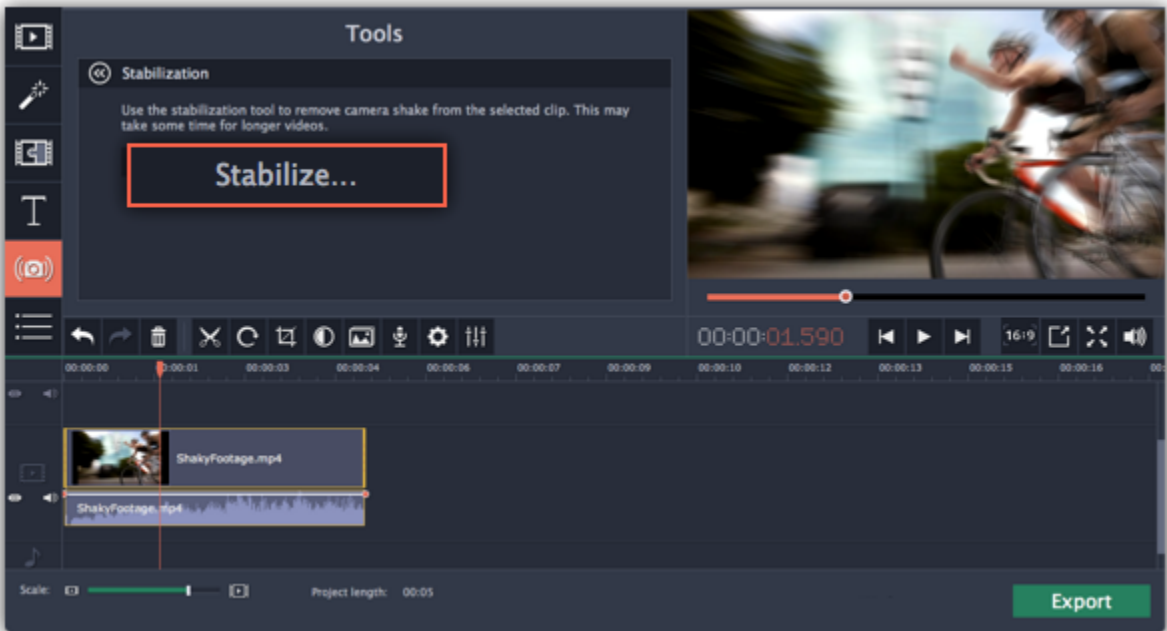 Tools
Stabilization
Use the stabilization tool to remove camera shake from the selected clip. This may
take some time for longer videos.
Stabilize...
T
00:00:01.590
16:9
00:00:00 00:00:01 00:00:03 00:00:04 00:00:06 00:00:07 00:00:09 00:00:10 00:00:12 00:00:13 00:00:15 00:00:16 00:
ShakyFootage.mp4
ShakyFootage.mp4
Scale:
Project length: 00:05
Export